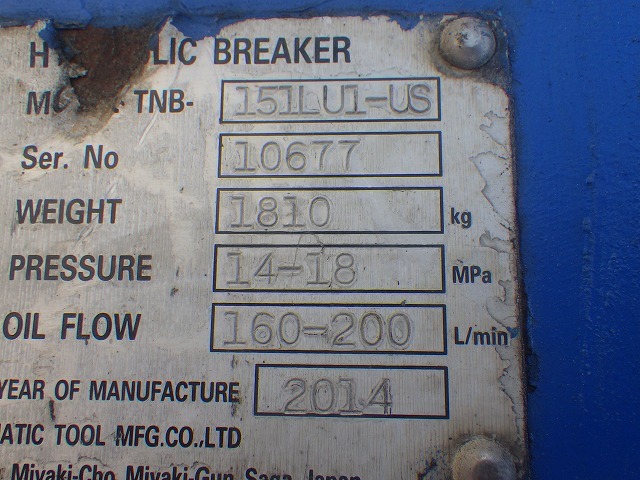 H LIC BREAKER
TNB- 151LU1-US
Ser. No 10677
WEIGHT 1810 kg
PRESSURE 14-18 MPa
OIL FLOW 160-200 L/min
YEAR OF MANUFACTURE 2014
MATIC TOOL MFG.CO.,LTD
Miyaki-Cho Miyaki-Gun Saga Japan